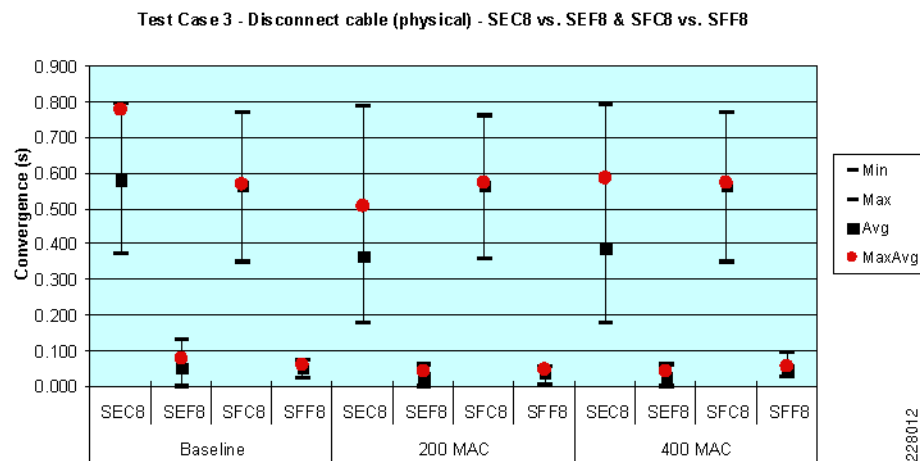 Test Case 3 - Disconnect cable (physical) - SEC8 vs. SEF8 & SFC8 vs. SFF8
Convergence (s)
0.900
0.800
0.700
0.600
0.500
0.400
0.300
0.200
0.100
0.000
SEC8 SEF8 SFC8 SFF8 SEC8 SEF8 SFC8 SFF8 SEC8 SEF8 SFC8 SFF8
Baseline 200 MAC 400 MAC
Min
Max
Avg
MaxAvg
228012